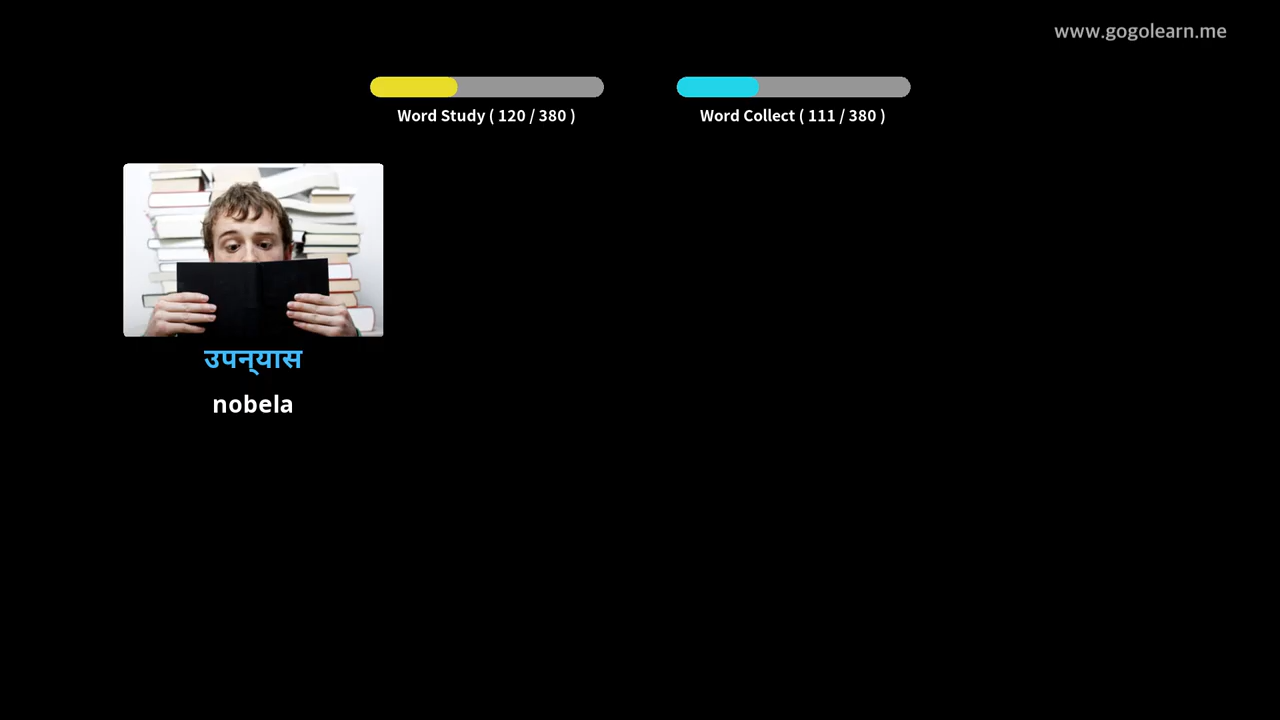 www.gogolearn.me
Word Study ( 120 / 380 )
Word Collect ( 111 / 380 )
उपन्यास
nobela